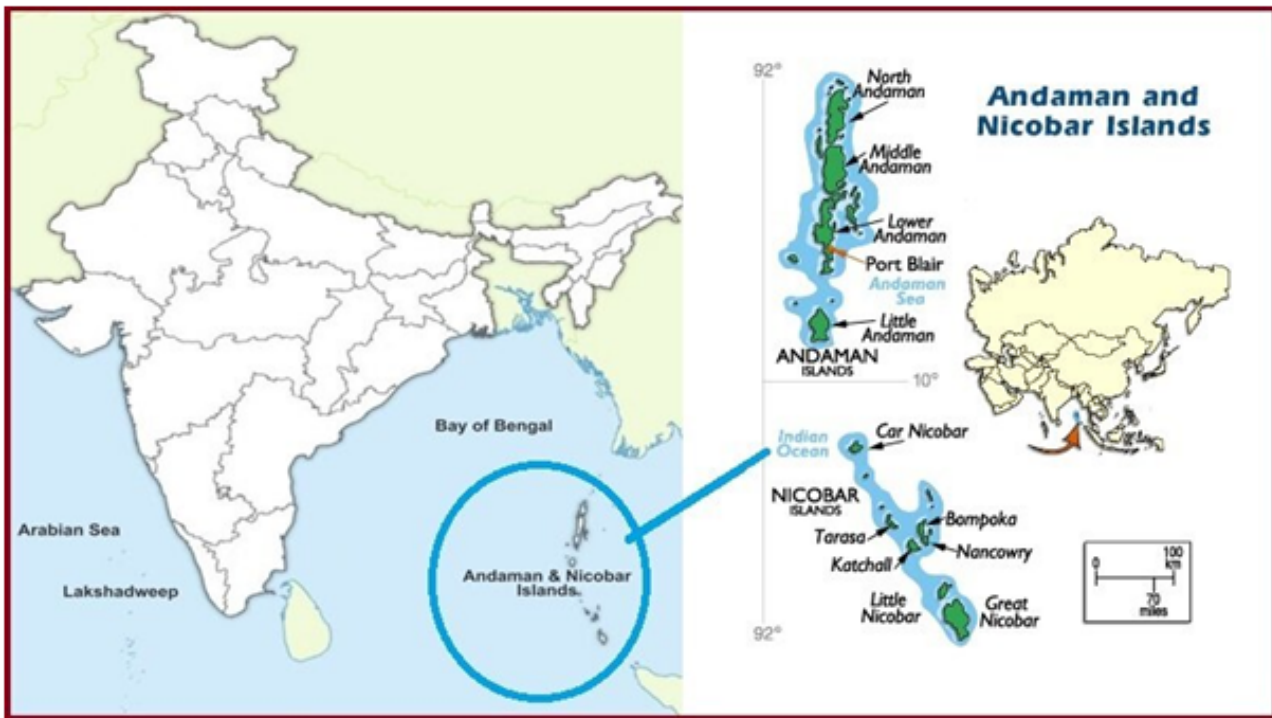 Bay of Bengal
Arabian Sea
Lakshadweep
Andaman & Nicobar
Islands
Andaman and
Nicobar Islands
92°
North
Andaman
Middle
Andaman
Lower
Andaman
Port Blair
Andaman
Sea
Little
Andaman
ANDAMAN
ISLANDS
10°
Indian
Ocean
Car Nicobar
NICOBAR
ISLANDS
Tarasa
Bompoka
Katchall
Nancowry
Little
Nicobar
Great
Nicobar
92°
0
100
km
70
miles